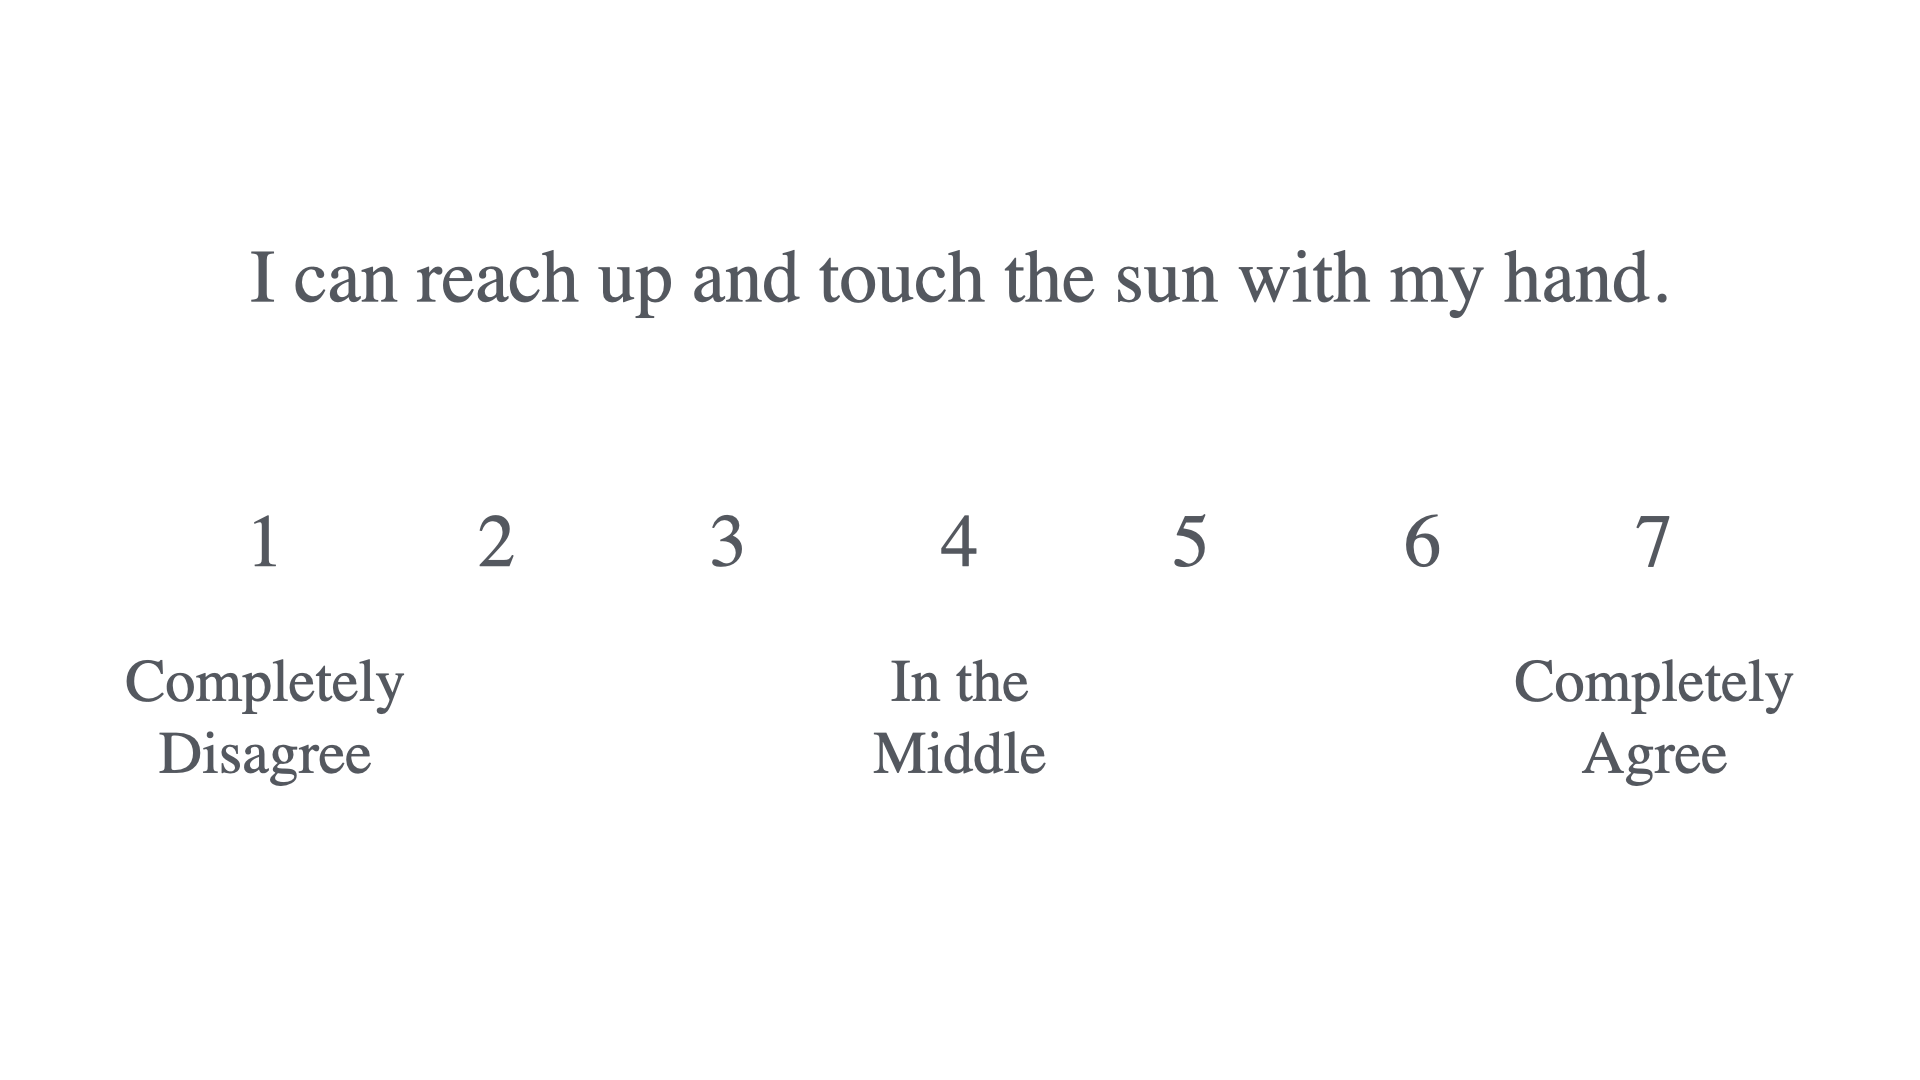 I can reach up and touch the sun with my hand.
1 2 3 4 5 6 7
Completely Disagree
In the Middle
Completely Agree